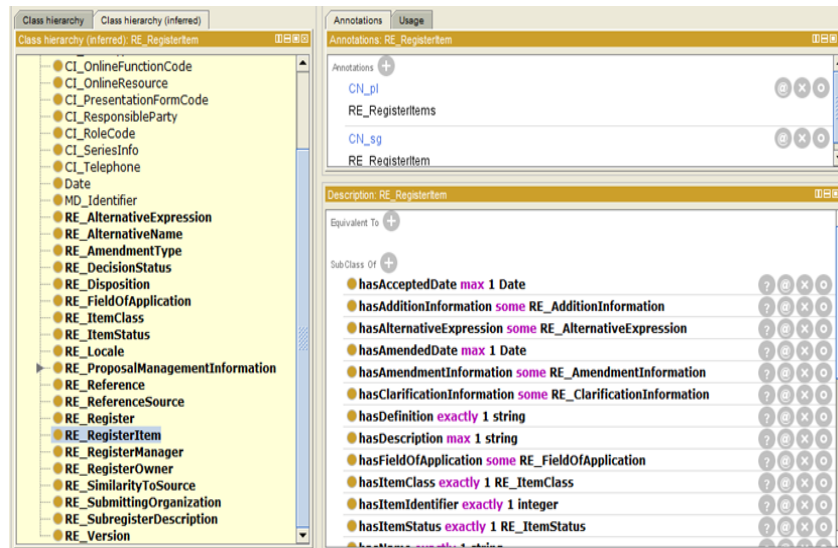 Class hierarchy
Class hierarchy (inferred)
Class hierarchy (inferred): RE_RegisterItem
CI_OnlineFunctionCode
CI_OnlineResource
CI_PresentationFormCode
CI_ResponsibleParty
CI_RoleCode
CI_SeriesInfo
CI_Telephone
Date
MD_Identifier
RE_AlternativeExpression
RE_AlternativeName
RE_AmendmentType
RE_DecisionStatus
RE_Disposition
RE_FieldOfApplication
RE_ItemClass
RE_ItemStatus
RE_Locale
RE_ProposalManagementInformation
RE_Reference
RE_ReferenceSource
RE_Register
RE_RegisterItem
RE_RegisterManager
RE_RegisterOwner
RE_SimilarityToSource
RE_SubmittingOrganization
RE_SubregisterDescription
RE_Version
Annotations
Usage
Annotations: RE_RegisterItem
Annotations
CN_pl
RE_RegisterItems
CN_sg
RE_RegisterItem
Description: RE_RegisterItem
Equivalent To
SubClass Of
hasAcceptedDate max 1 Date
hasAdditionInformation some RE_AdditionInformation
hasAlternativeExpression some RE_AlternativeExpression
hasAmendedDate max 1 Date
hasAmendmentInformation some RE_AmendmentInformation
hasClarificationInformation some RE_ClarificationInformation
hasDefinition exactly 1 string
hasDescription max 1 string
hasFieldOfApplication some RE_FieldOfApplication
hasItemClass exactly 1 RE_ItemClass
hasItemIdentifier exactly 1 integer
hasItemStatus exactly 1 RE_ItemStatus
hasName exactly 1 string